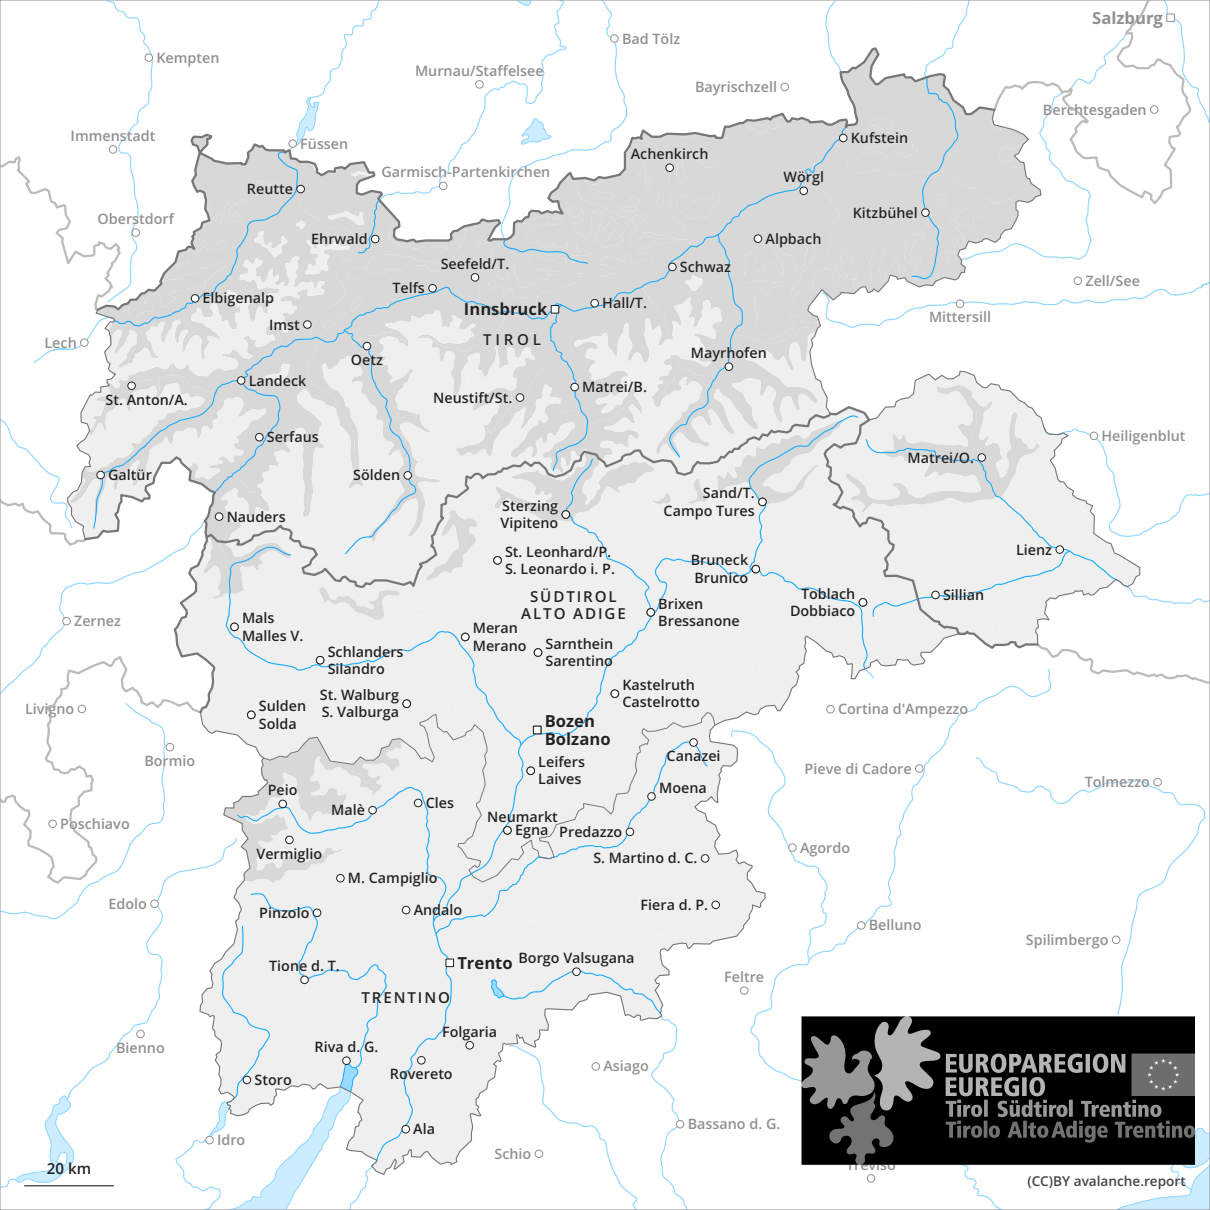 Salzburg
Bad Tölz
Kempten
Murnau/Staffelsee
Bayrischzell
Berchtesgaden
Immenstadt
Füssen
Kufstein
Achenkirch
Garmisch-Partenkirchen
Wörgl
Reutte
Oberstdorf
Kitzbühel
Ehrwald
Alpbach
Seefeld/T.
Schwaz
Zell/See
Telfs
Elbigenalp
Hall/T.
Innsbruck
Mittersill
Imst
TIROL
Lech
Oetz
Mayrhofen
Landeck
Matrei/B.
St. Anton/A.
Neustift/St.
Serfaus
Heiligenblut
Matrei/O.
Galtür
Sölden
Sand/T.
Campo Tures
Sterzing
Vipiteno
Nauders
St. Leonhard/P.
S. Leonardo i. P.
Lienz
Bruneck
Brunico
SÜDTIROL
ALTO ADIGE
Toblach
Dobbiaco
Sillian
Brixen
Bressanone
Zernez
Mals
Malles V.
Meran
Merano
Sarnthein
Sarentino
Schlanders
Silandro
Kastelruth
Castelrotto
St. Walburg
S. Valburga
Sulden
Solda
Livigno
Cortina d'Ampezzo
Bozen
Bolzano
Bormio
Canazei
Leifers
Laives
Pieve di Cadore
Tolmezzo
Peio
Moena
Malè
Cles
Neumarkt
Egna
Predazzo
Poschiavo
Vermiglio
S. Martino d. C.
Agordo
M. Campiglio
Edolo
Pinzolo
Andalo
Fiera d. P.
Belluno
Spilimbergo
Trento
Borgo Valsugana
Tione d. T.
Feltre
TRENTINO
Folgaria
Bienno
Riva d. G.
Asiago
Rovereto
Storo
EUROPAREGION
EUREGIO
Tirol Südtirol Trentino
Tirolo Alto Adige Trentino
Bassano d. G.
Ala
Idro
Schio
Treviso
20 km
(CC)BY avalanche.report